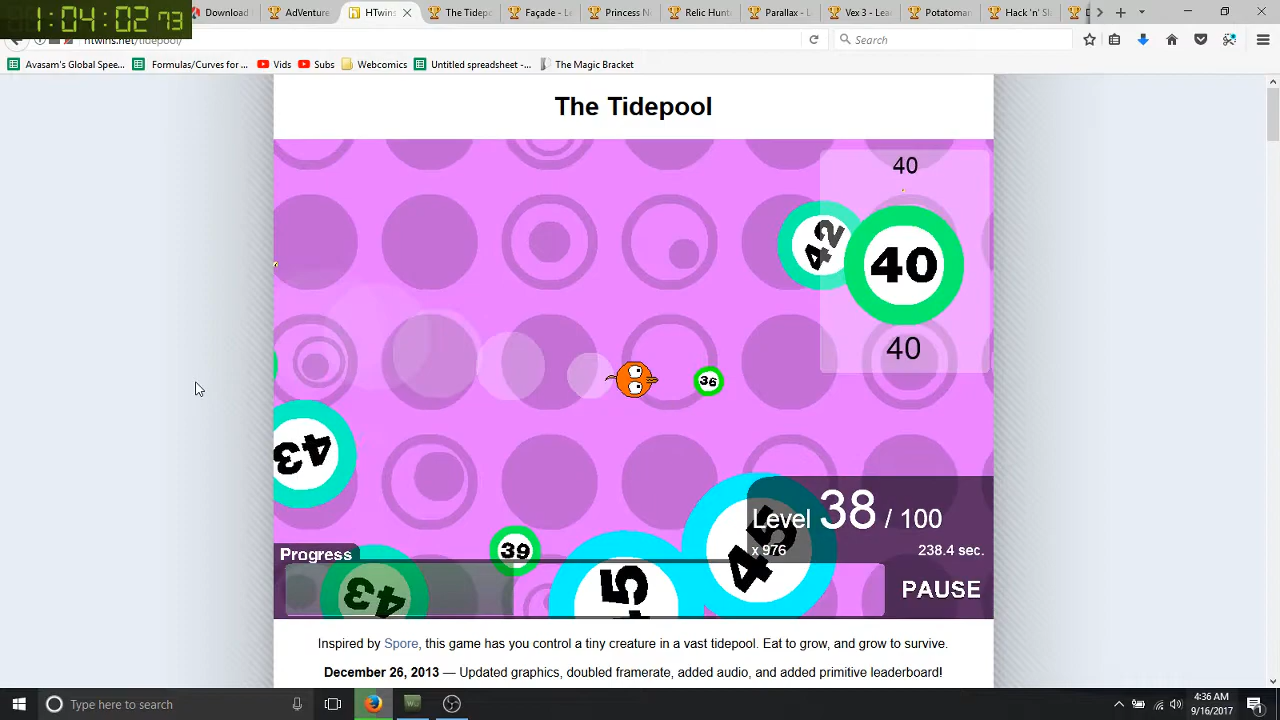 1:04:02 73
Download
AdVenture
HTwins
The Tidep
Façade - L
Princess N
Relic Hunt
Parallax - L
Vex 3
Potatoman
Hack 'n' Sl
htwins.net/tidepool/
Search
Avasam's Global Spee...
Formulas/Curves for ...
Vids
Subs
Webcomics
Untitled spreadsheet -...
The Magic Bracket
The Tidepool
40
42
40
40
36
43
Level 38 / 100
45
x 976
238.4 sec.
39
Progress
43
45
PAUSE
Inspired by Spore, this game has you control a tiny creature in a vast tidepool. Eat to grow, and grow to survive.
December 26, 2013 — Updated graphics, doubled framerate, added audio, and added primitive leaderboard!
Type here to search
4:36 AM
9/16/2017